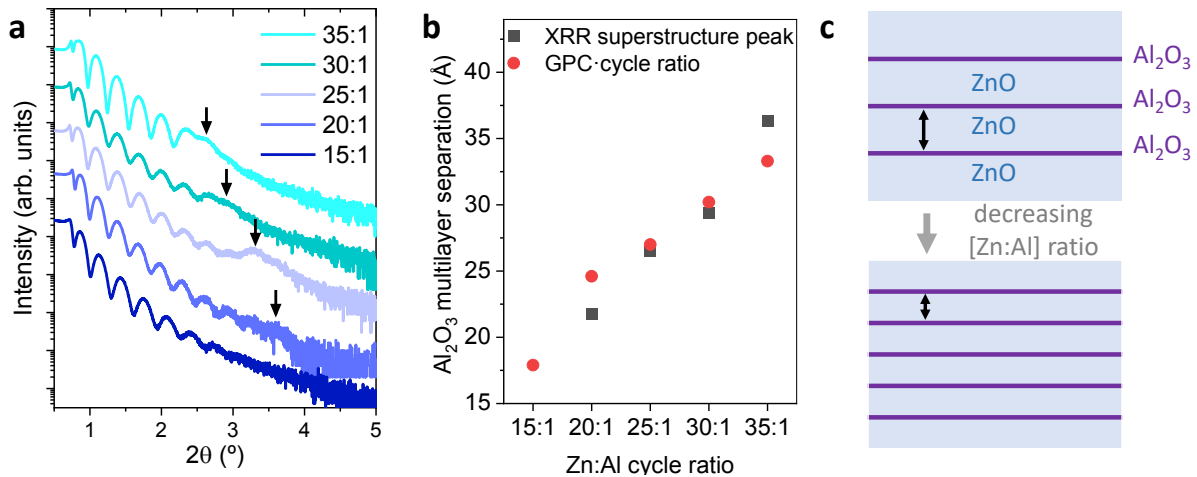 a
35:1
30:1
25:1
20:1
15:1
Intensity (arb. units)
1 2 3 4 5
2θ (º)
b
XRR superstructure peak
GPC·cycle ratio
Al₂O₃ multilayer separation (Å)
40
35
30
25
20
15
15:1 20:1 25:1 30:1 35:1
Zn:Al cycle ratio
c
Al₂O₃
ZnO
Al₂O₃
ZnO
Al₂O₃
ZnO
decreasing
[Zn:Al] ratio